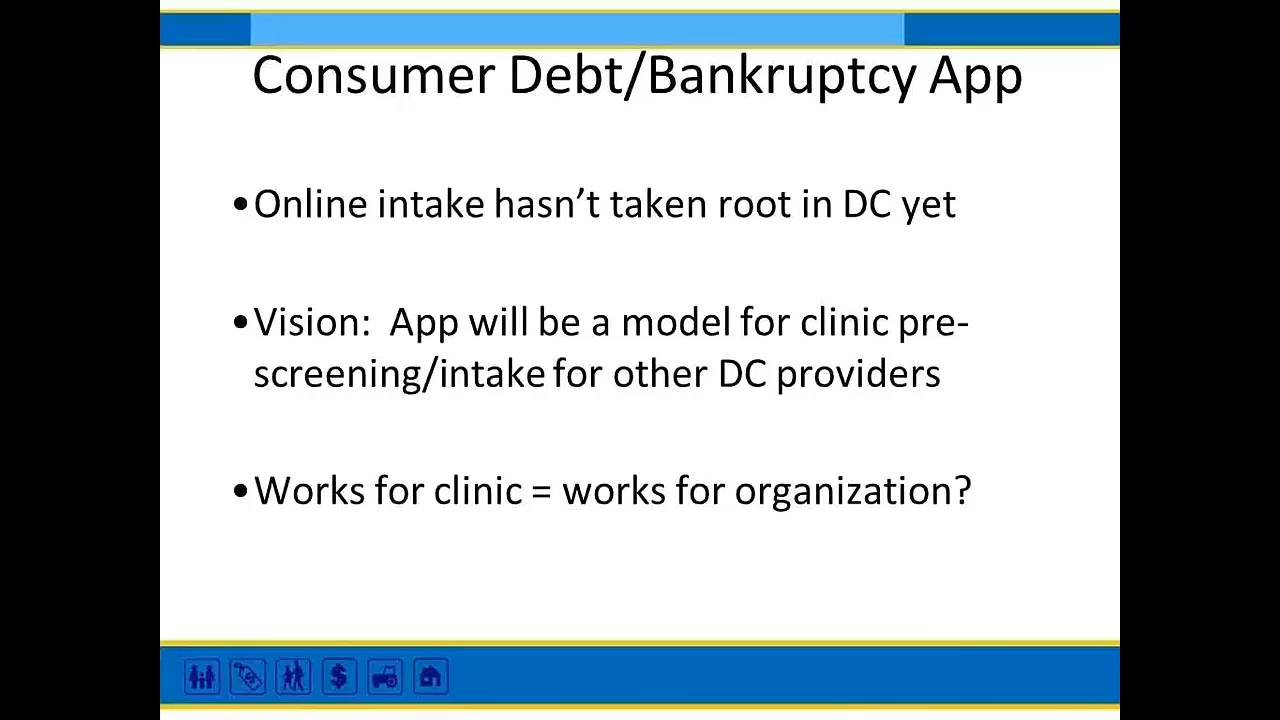 Consumer Debt/Bankruptcy App
•Online intake hasn’t taken root in DC yet
•Vision:  App will be a model for clinic pre-
screening/intake for other DC providers
•Works for clinic = works for organization?